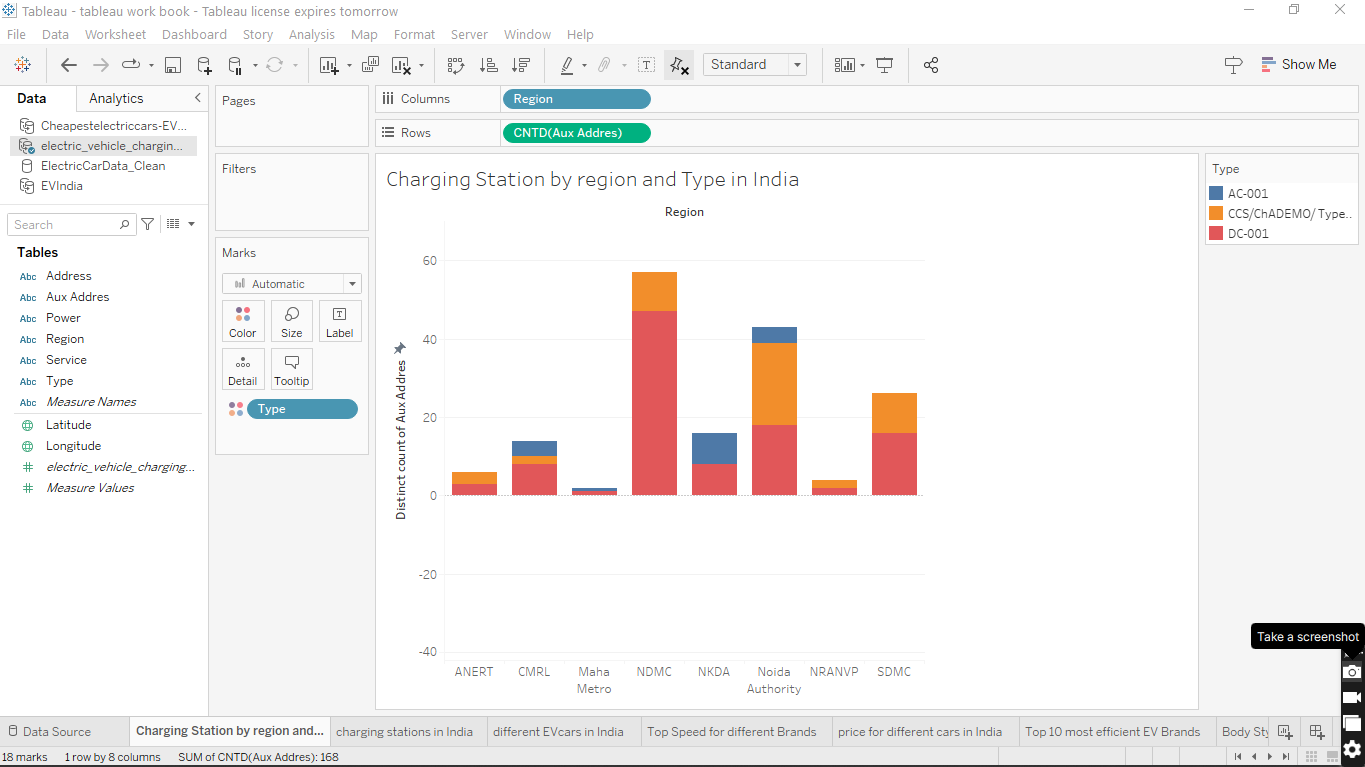 Tableau - tableau work book - Tableau license expires tomorrow
File Data Worksheet Dashboard Story Analysis Map Format Server Window Help
Standard
Show Me
Data Analytics
Cheapestelectriccars-EV...
electric_vehicle_chargin...
ElectricCarData_Clean
EVIndia
Search
Tables
Abc Address
Abc Aux Addres
Abc Power
Abc Region
Abc Service
Abc Type
Abc Measure Names
Latitude
Longitude
# electric_vehicle_charging...
# Measure Values
Pages
Filters
Marks
Automatic
Color Size Label
Detail Tooltip
Type
Columns Region
Rows CNTD(Aux Addres)
Charging Station by region and Type in India
Region
60
40
20
0
-20
-40
Distinct count of Aux Addres
ANERT CMRL Maha Metro NDMC NKDA Noida Authority NRANVP SDMC
Type
AC-001
CCS/ChADEMO/ Type..
DC-001
Take a screenshot
Data Source Charging Station by region and... charging stations in India different EVcars in India Top Speed for different Brands price for different cars in India Top 10 most efficient EV Brands Body Sty
18 marks 1 row by 8 columns SUM of CNTD(Aux Addres): 168